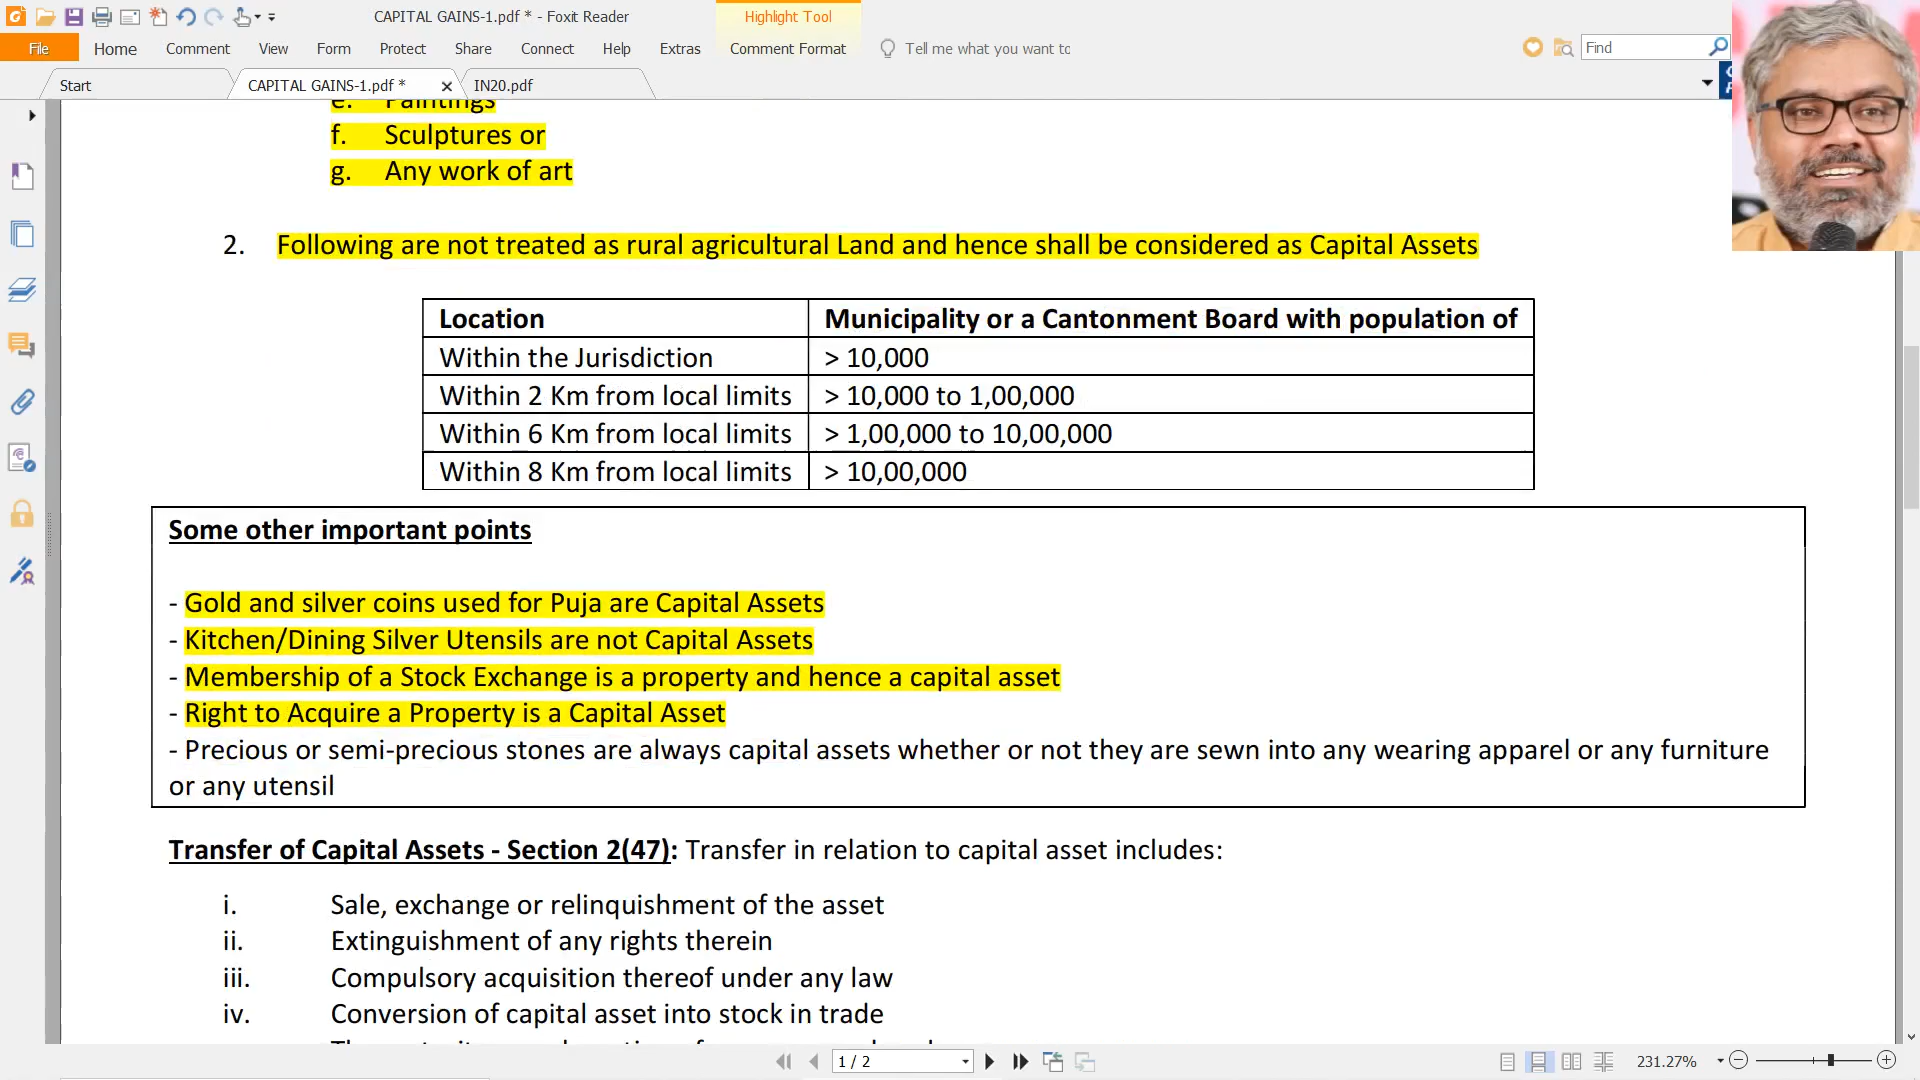 CAPITAL GAINS-1.pdf * - Foxit Reader
Highlight Tool
File Home Comment View Form Protect Share Connect Help Extras Comment Format Tell me what you want to Find
Start CAPITAL GAINS-1.pdf * IN20.pdf
e. Paintings
f. Sculptures or
g. Any work of art
2. Following are not treated as rural agricultural Land and hence shall be considered as Capital Assets
Location Municipality or a Cantonment Board with population of
Within the Jurisdiction > 10,000
Within 2 Km from local limits > 10,000 to 1,00,000
Within 6 Km from local limits > 1,00,000 to 10,00,000
Within 8 Km from local limits > 10,00,000
Some other important points
- Gold and silver coins used for Puja are Capital Assets
- Kitchen/Dining Silver Utensils are not Capital Assets
- Membership of a Stock Exchange is a property and hence a capital asset
- Right to Acquire a Property is a Capital Asset
- Precious or semi-precious stones are always capital assets whether or not they are sewn into any wearing apparel or any furniture
or any utensil
Transfer of Capital Assets - Section 2(47): Transfer in relation to capital asset includes:
i. Sale, exchange or relinquishment of the asset
ii. Extinguishment of any rights therein
iii. Compulsory acquisition thereof under any law
iv. Conversion of capital asset into stock in trade
1 / 2 231.27%